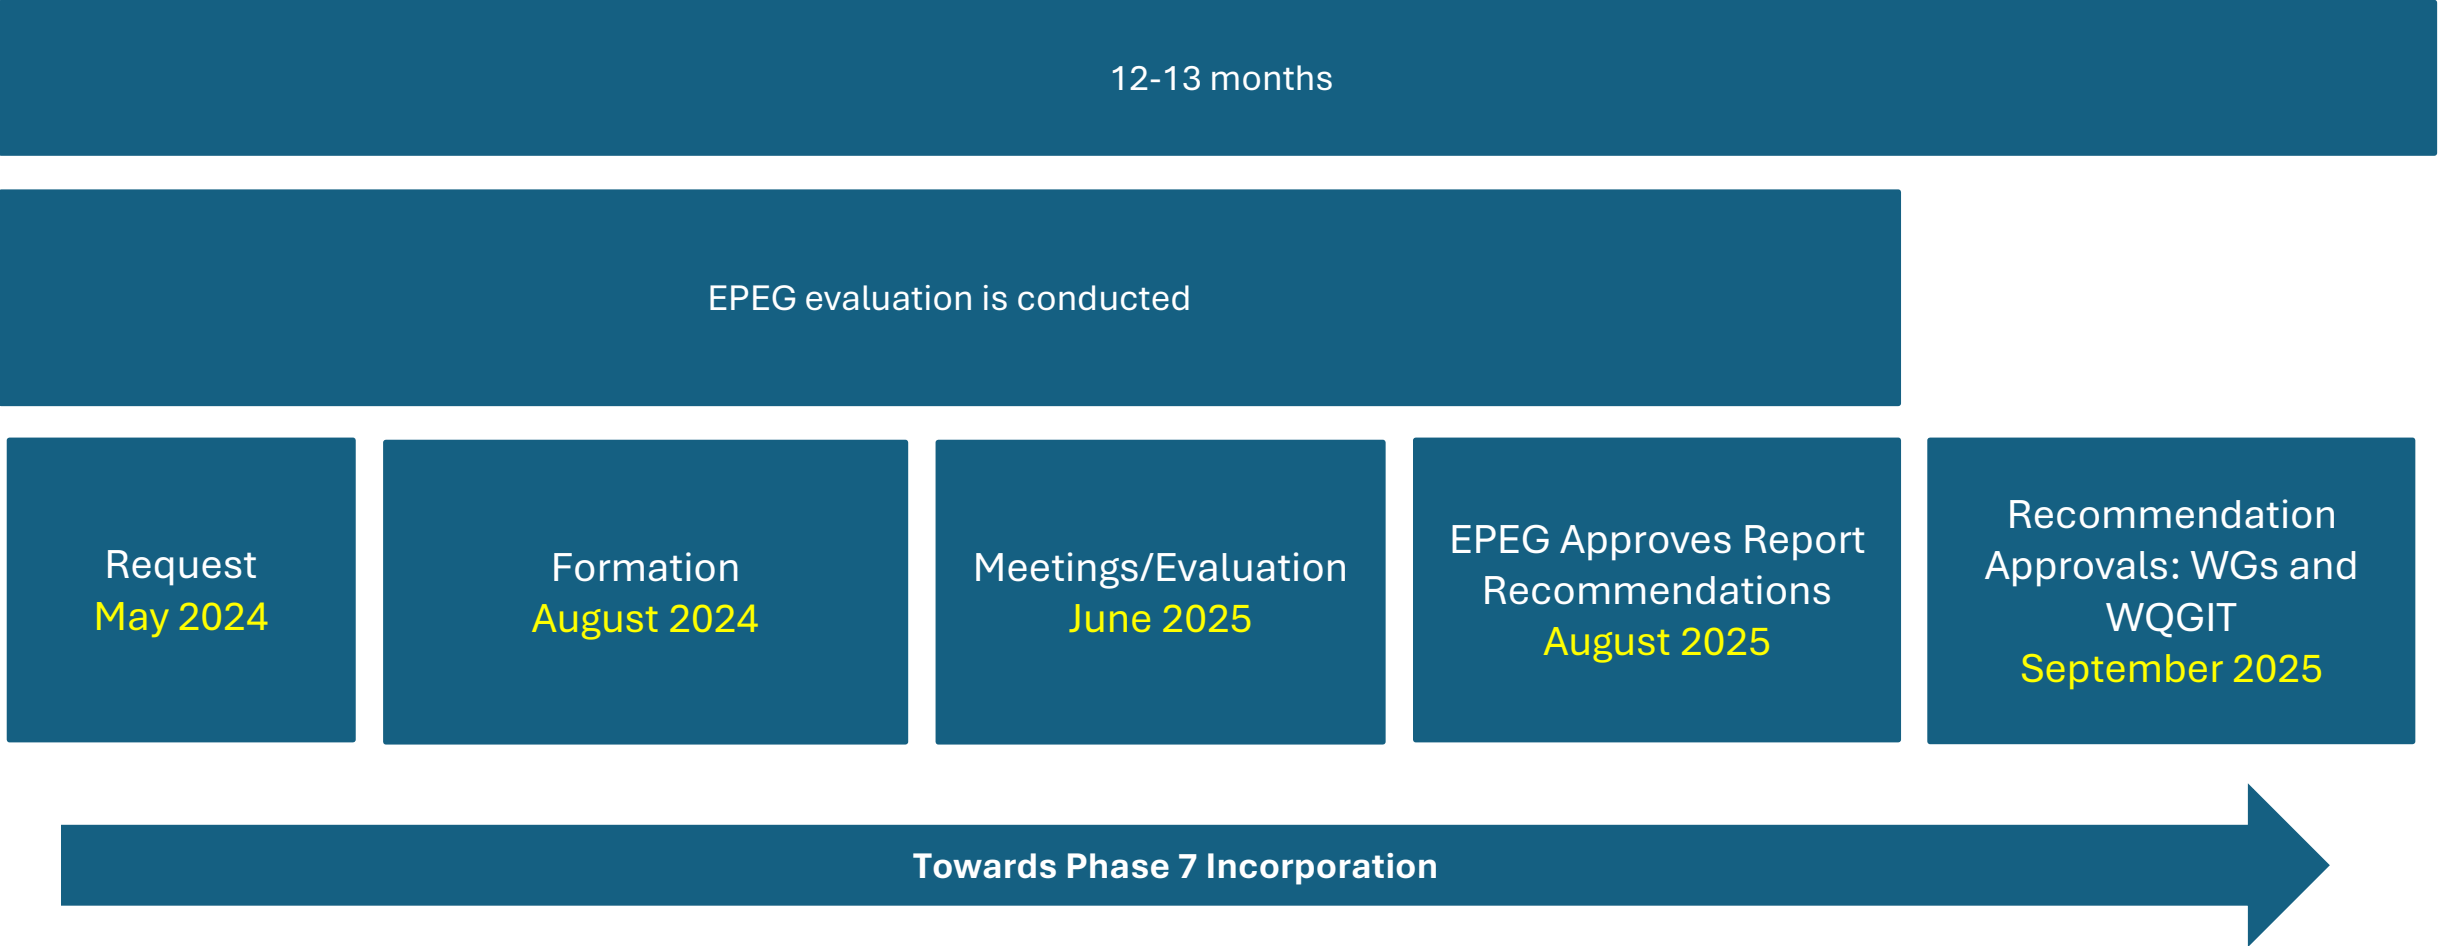 12-13 months
EPEG evaluation is conducted
Request
May 2024
Formation
August 2024
Meetings/Evaluation
June 2025
EPEG Approves Report
Recommendations
August 2025
Recommendation
Approvals: WGs and
WQGIT
September 2025
Towards Phase 7 Incorporation